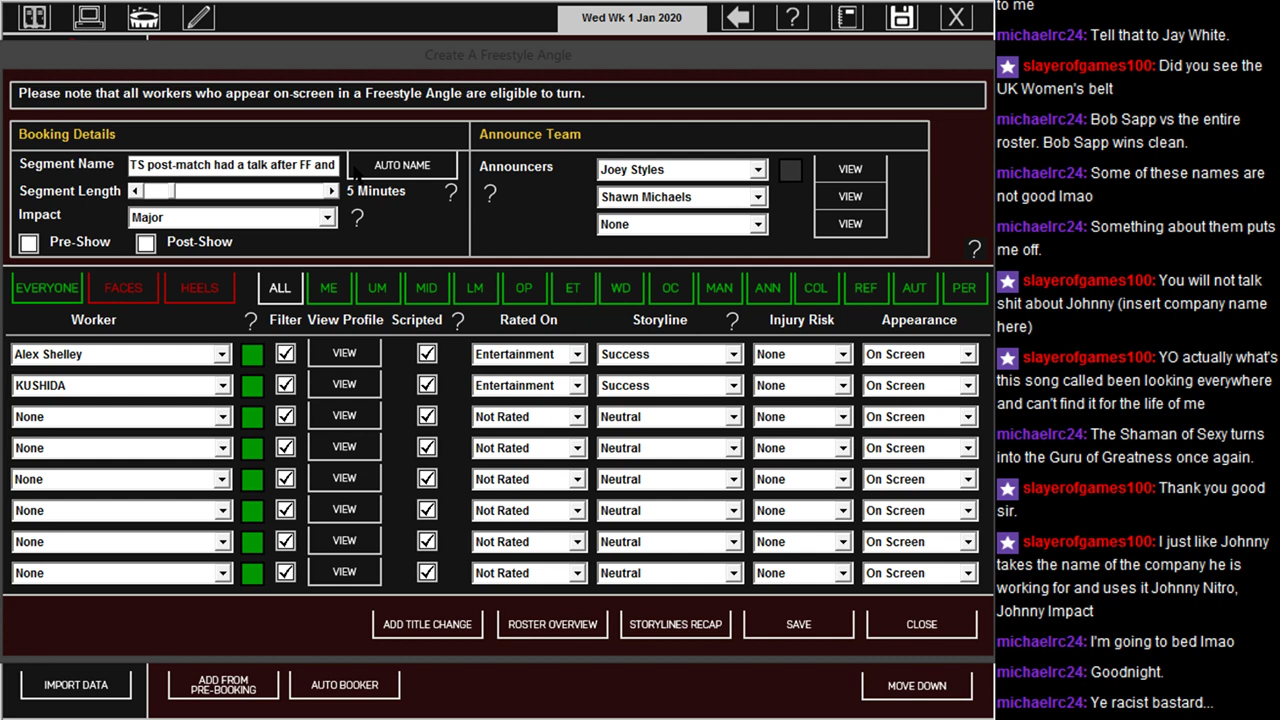 Wed Wk 1 Jan 2020
?
X
Create A Freestyle Angle
Please note that all workers who appear on-screen in a Freestyle Angle are eligible to turn.
Booking Details
Segment Name
TS post-match had a talk after FF and
AUTO NAME
Segment Length
5 Minutes
?
Impact
Major
?
Pre-Show
Post-Show
Announce Team
Announcers
?
Joey Styles
VIEW
Shawn Michaels
VIEW
None
VIEW
?
EVERYONE
FACES
HEELS
ALL
ME
UM
MID
LM
OP
ET
WD
OC
MAN
ANN
COL
REF
AUT
PER
Worker
?
Filter
View Profile
Scripted
?
Rated On
Storyline
?
Injury Risk
Appearance
Alex Shelley
VIEW
Entertainment
Success
None
On Screen
KUSHIDA
VIEW
Entertainment
Success
None
On Screen
None
VIEW
Not Rated
Neutral
None
On Screen
None
VIEW
Not Rated
Neutral
None
On Screen
None
VIEW
Not Rated
Neutral
None
On Screen
None
VIEW
Not Rated
Neutral
None
On Screen
None
VIEW
Not Rated
Neutral
None
On Screen
None
VIEW
Not Rated
Neutral
None
On Screen
ADD TITLE CHANGE
ROSTER OVERVIEW
STORYLINES RECAP
SAVE
CLOSE
IMPORT DATA
ADD FROM
PRE-BOOKING
AUTO BOOKER
MOVE DOWN
to me
michaelrc24: Tell that to Jay White.
slayerofgames100: Did you see the
UK Women's belt
michaelrc24: Bob Sapp vs the entire
roster. Bob Sapp wins clean.
michaelrc24: Some of these names are
not good lmao
michaelrc24: Something about them puts
me off.
slayerofgames100: You will not talk
shit about Johnny (insert company name
here)
slayerofgames100: YO actually what's
this song called been looking everywhere
and can't find it for the life of me
michaelrc24: The Shaman of Sexy turns
into the Guru of Greatness once again.
slayerofgames100: Thank you good
sir.
slayerofgames100: I just like Johnny
takes the name of the company he is
working for and uses it Johnny Nitro,
Johnny Impact
michaelrc24: I'm going to bed lmao
michaelrc24: Goodnight.
michaelrc24: Ye racist bastard...